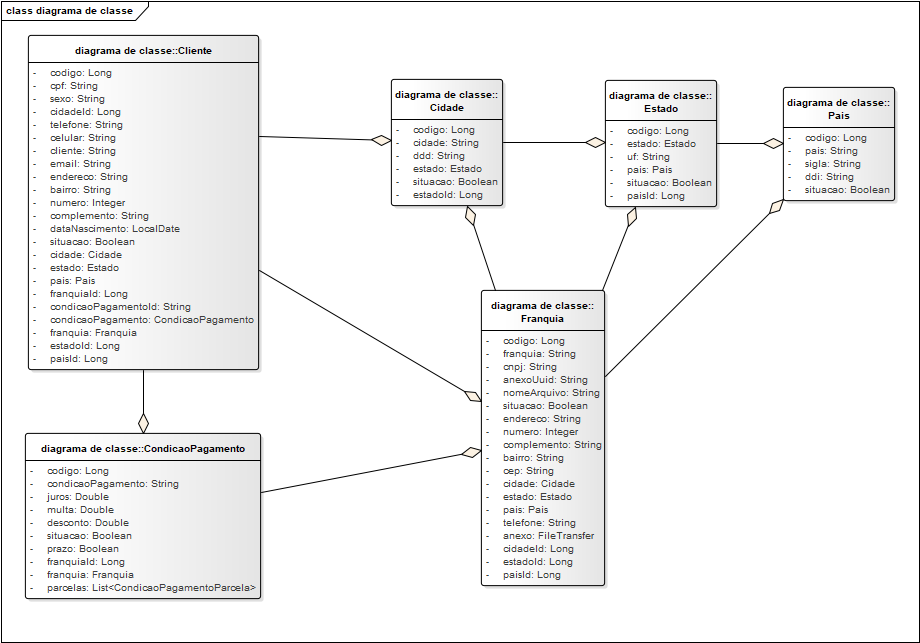 class diagrama de classe
diagrama de classe::Cliente
- codigo: Long
- cpf: String
- sexo: String
- cidadeId: Long
- telefone: String
- celular: String
- cliente: String
- email: String
- endereco: String
- bairro: String
- numero: Integer
- complemento: String
- dataNascimento: LocalDate
- situacao: Boolean
- cidade: Cidade
- estado: Estado
- pais: Pais
- franquiaId: Long
- condicaoPagamentoId: String
- condicaoPagamento: CondicaoPagamento
- franquia: Franquia
- estadoId: Long
- paisId: Long
diagrama de classe::
Cidade
- codigo: Long
- cidade: String
- ddd: String
- estado: Estado
- situacao: Boolean
- estadoId: Long
diagrama de classe::
Estado
- codigo: Long
- estado: Estado
- uf: String
- pais: Pais
- situacao: Boolean
- paisId: Long
diagrama de classe::
Pais
- codigo: Long
- pais: String
- sigla: String
- ddi: String
- situacao: Boolean
diagrama de classe::
Franquia
- codigo: Long
- franquia: String
- cnpj: String
- anexoUuid: String
- nomeArquivo: String
- situacao: Boolean
- endereco: String
- numero: Integer
- complemento: String
- bairro: String
- cep: String
- cidade: Cidade
- estado: Estado
- pais: Pais
- telefone: String
- anexo: FileTransfer
- cidadeId: Long
- estadoId: Long
- paisId: Long
diagrama de classe::CondicaoPagamento
- codigo: Long
- condicaoPagamento: String
- juros: Double
- multa: Double
- desconto: Double
- situacao: Boolean
- prazo: Boolean
- franquiaId: Long
- franquia: Franquia
- parcelas: List<CondicaoPagamentoParcela>